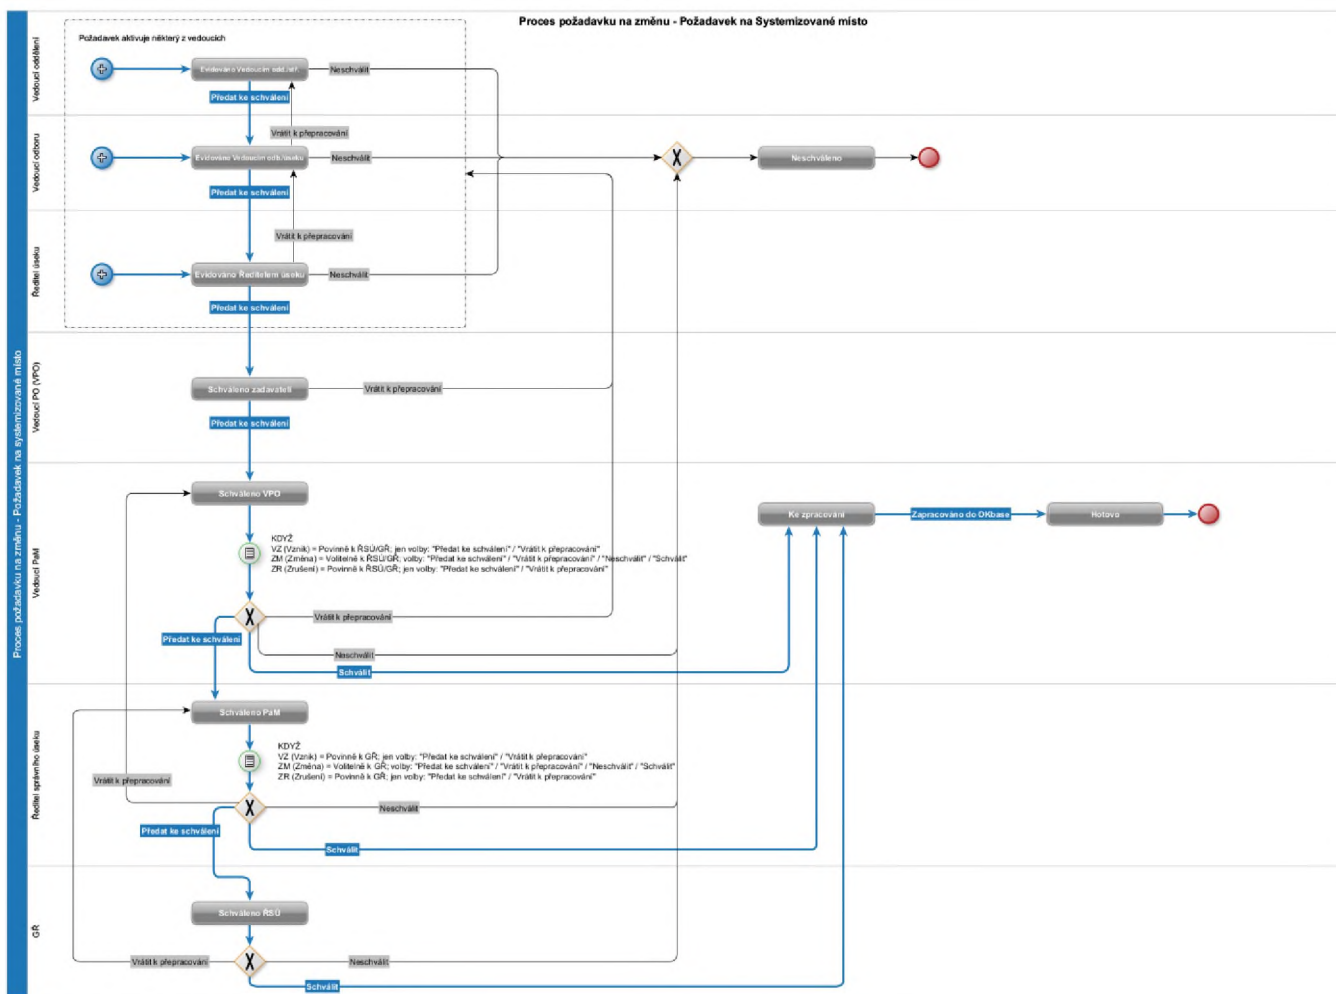 Proces požadavku na změnu - Požadavek na Systemizované místo
Proces požadavku na změnu - Požadavek na systemizované místo
Vedoucí oddělení
Požadavek aktivuje některý z vedoucích
Evidováno Vedoucím odd./stř.
Neschválit
Předat ke schválení
Vrátit k přepracování
Vedoucí odboru
Evidováno Vedoucím odb./úseku
Neschválit
X
Neschváleno
Předat ke schválení
Vrátit k přepracování
Ředitel úseku
Evidováno Ředitelem úseku
Neschválit
Předat ke schválení
Vedoucí PO (VPO)
Schváleno zadavateli
Vrátit k přepracování
Předat ke schválení
Vedoucí PaM
Schváleno VPO
Ke zpracování
Zapracováno do OKbase
Hotovo
KDYŽ
VZ (Vznik) = Povinně k ŘSÚ/GŘ; jen volby: "Předat ke schválení" / "Vrátit k přepracování"
ZM (Změna) = Volitelně k ŘSÚ/GŘ; volby: "Předat ke schválení" / "Vrátit k přepracování" / "Neschválit" / "Schválit"
ZR (Zrušení) = Povinně k ŘSÚ/GŘ; jen volby: "Předat ke schválení" / "Vrátit k přepracování"
X
Vrátit k přepracování
Předat ke schválení
Neschválit
Schválit
Ředitel správního úseku
Schváleno PaM
KDYŽ
VZ (Vznik) = Povinně k GŘ; jen volby: "Předat ke schválení" / "Vrátit k přepracování"
ZM (Změna) = Volitelně k GŘ; volby: "Předat ke schválení" / "Vrátit k přepracování" / "Neschválit" / "Schválit"
ZR (Zrušení) = Povinně k GŘ; jen volby: "Předat ke schválení" / "Vrátit k přepracování"
Vrátit k přepracování
X
Neschválit
Předat ke schválení
Schválit
GŘ
Schváleno ŘSÚ
Vrátit k přepracování
X
Neschválit
Schválit